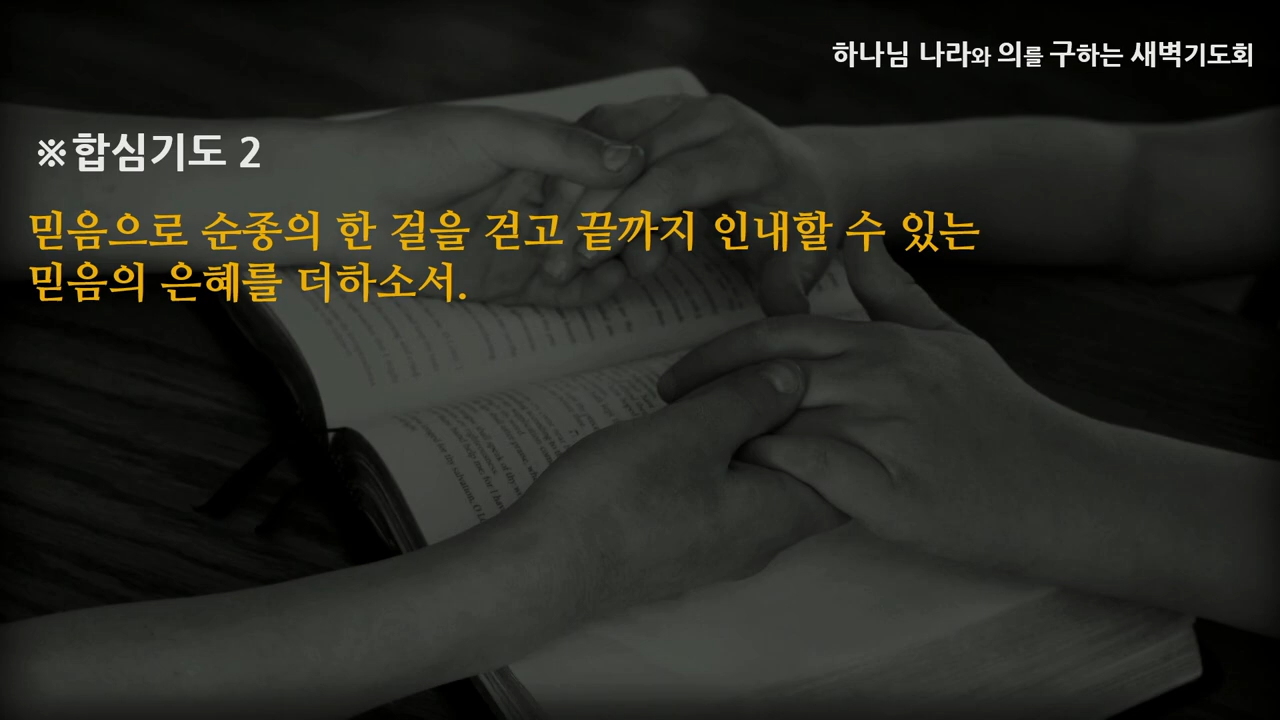 하나님 나라와 의를 구하는 새벽기도회
※합심기도 2
믿음으로 순종의 한 걸을 걷고 끝까지 인내할 수 있는
믿음의 은혜를 더하소서.